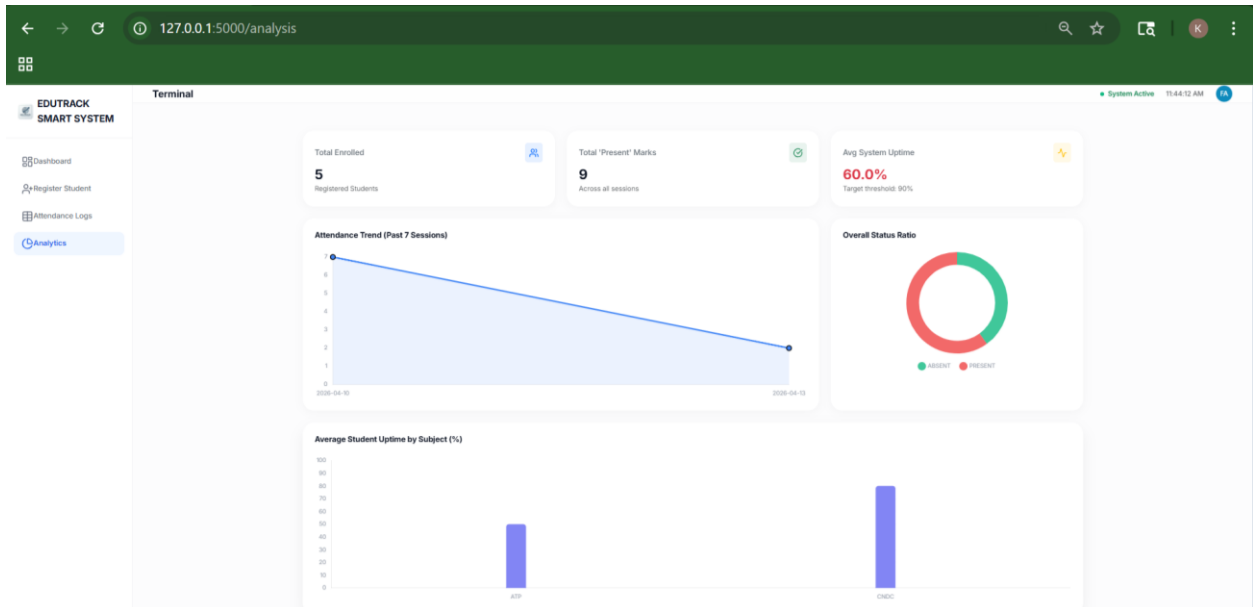 127.0.0.1:5000/analysis
K
EDUTRACK
SMART SYSTEM
Terminal
System Active 11:44:12 AM FA
Dashboard
Register Student
Attendance Logs
Analytics
Total Enrolled
5
Registered Students
Total 'Present' Marks
9
Across all sessions
Avg System Uptime
60.0%
Target threshold: 90%
Attendance Trend (Past 7 Sessions)
7
6
5
4
3
2
1
0
2026-04-10 2026-04-13
Overall Status Ratio
ABSENT PRESENT
Average Student Uptime by Subject (%)
100
90
80
70
60
50
40
30
20
10
0
ATP CNDC